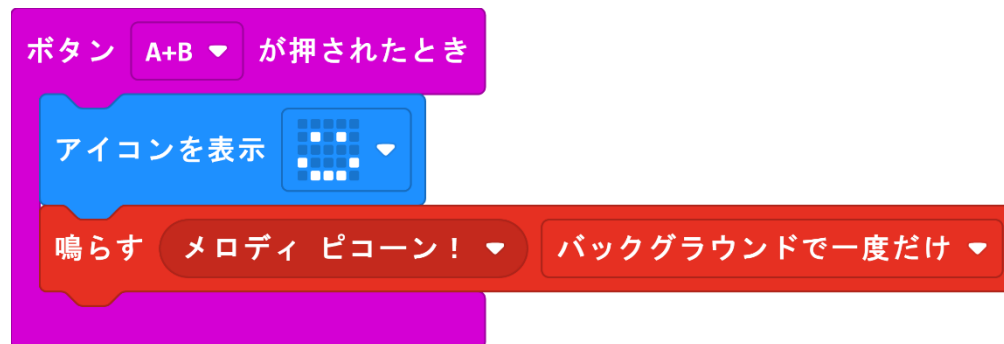 ボタン A+B が押されたとき
アイコンを表示
鳴らす メロディ ピコーン! バックグラウンドで一度だけ